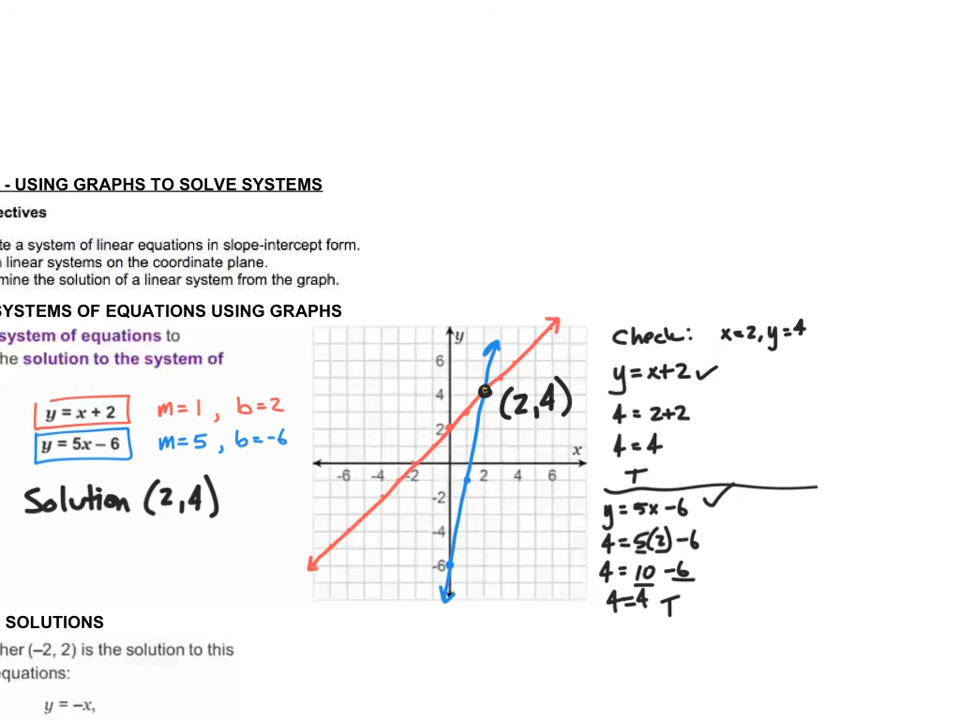 - USING GRAPHS TO SOLVE SYSTEMS
ectives
te a system of linear equations in slope-intercept form.
linear systems on the coordinate plane.
mine the solution of a linear system from the graph.
SYSTEMS OF EQUATIONS USING GRAPHS
system of equations to
he solution to the system of
y = x + 2 m=1, b=2
y = 5x – 6 m=5, b=-6
Solution (2,4)
y
6
4
2
x
-6 -4 -2 2 4 6
-2
-4
-6
(2,4)
Check: x=2, y=4
y=x+2 ✓
4=2+2
4=4
T
y=5x-6 ✓
4=5(2)-6
4=10-6
4=4 T
SOLUTIONS
her (–2, 2) is the solution to this
equations:
y = –x,